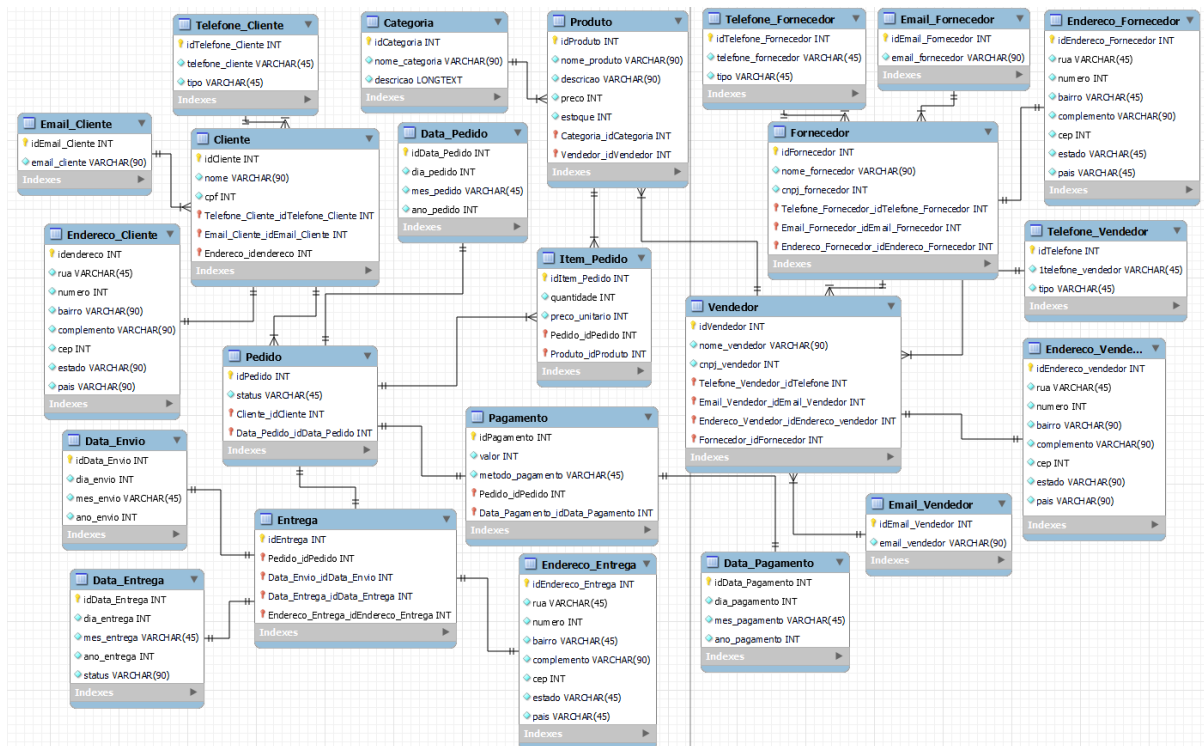 Telefone_Cliente
idTelefone_Cliente INT
telefone_cliente VARCHAR(45)
tipo VARCHAR(45)
Indexes
Categoria
idCategoria INT
nome_categoria VARCHAR(90)
descricao LONGTEXT
Indexes
Produto
idProduto INT
nome_produto VARCHAR(90)
descricao VARCHAR(90)
preco INT
estoque INT
Categoria_idCategoria INT
Vendedor_idVendedor INT
Indexes
Telefone_Fornecedor
idTelefone_Fornecedor INT
telefone_fornecedor VARCHAR(45)
tipo VARCHAR(45)
Indexes
Email_Fornecedor
idEmail_Fornecedor INT
email_fornecedor VARCHAR(90)
Indexes
Endereco_Fornecedor
idEndereco_Fornecedor INT
rua VARCHAR(45)
numero INT
bairro VARCHAR(45)
complemento VARCHAR(90)
cep INT
estado VARCHAR(45)
pais VARCHAR(45)
Indexes
Email_Cliente
idEmail_Cliente INT
email_cliente VARCHAR(90)
Indexes
Cliente
idCliente INT
nome VARCHAR(90)
cpf INT
Telefone_Cliente_idTelefone_Cliente INT
Email_Cliente_idEmail_Cliente INT
Endereco_idendereco INT
Indexes
Data_Pedido
idData_Pedido INT
dia_pedido INT
mes_pedido VARCHAR(45)
ano_pedido INT
Indexes
Fornecedor
idFornecedor INT
nome_fornecedor VARCHAR(90)
cnpj_fornecedor INT
Telefone_Fornecedor_idTelefone_Fornecedor INT
Email_Fornecedor_idEmail_Fornecedor INT
Endereco_Fornecedor_idEndereco_Fornecedor INT
Indexes
Endereco_Cliente
idendereco INT
rua VARCHAR(45)
numero INT
bairro VARCHAR(90)
complemento VARCHAR(90)
cep INT
estado VARCHAR(90)
pais VARCHAR(90)
Indexes
Item_Pedido
idItem_Pedido INT
quantidade INT
preco_unitario INT
Pedido_idPedido INT
Produto_idProduto INT
Indexes
Telefone_Vendedor
idTelefone INT
1telefone_vendedor VARCHAR(45)
tipo VARCHAR(45)
Indexes
Vendedor
idVendedor INT
nome_vendedor VARCHAR(90)
cnpj_vendedor INT
Telefone_Vendedor_idTelefone INT
Email_Vendedor_idEmail_Vendedor INT
Endereco_Vendedor_idEndereco_vendedor INT
Fornecedor_idFornecedor INT
Indexes
Endereco_Vende...
idEndereco_vendedor INT
rua VARCHAR(45)
numero INT
bairro VARCHAR(90)
complemento VARCHAR(90)
cep INT
estado VARCHAR(90)
pais VARCHAR(90)
Indexes
Pedido
idPedido INT
status VARCHAR(45)
Cliente_idCliente INT
Data_Pedido_idData_Pedido INT
Indexes
Pagamento
idPagamento INT
valor INT
metodo_pagamento VARCHAR(45)
Pedido_idPedido INT
Data_Pagamento_idData_Pagamento INT
Indexes
Data_Envio
idData_Envio INT
dia_envio INT
mes_envio VARCHAR(45)
ano_envio INT
Indexes
Email_Vendedor
idEmail_Vendedor INT
email_vendedor VARCHAR(90)
Indexes
Entrega
idEntrega INT
Pedido_idPedido INT
Data_Envio_idData_Envio INT
Data_Entrega_idData_Entrega INT
Endereco_Entrega_idEndereco_Entrega INT
Indexes
Data_Entrega
idData_Entrega INT
dia_entrega INT
mes_entrega VARCHAR(45)
ano_entrega INT
status VARCHAR(90)
Indexes
Endereco_Entrega
idEndereco_Entrega INT
rua VARCHAR(45)
numero INT
bairro VARCHAR(45)
complemento VARCHAR(90)
cep INT
estado VARCHAR(45)
pais VARCHAR(45)
Indexes
Data_Pagamento
idData_Pagamento INT
dia_pagamento INT
mes_pagamento VARCHAR(45)
ano_pagamento INT
Indexes